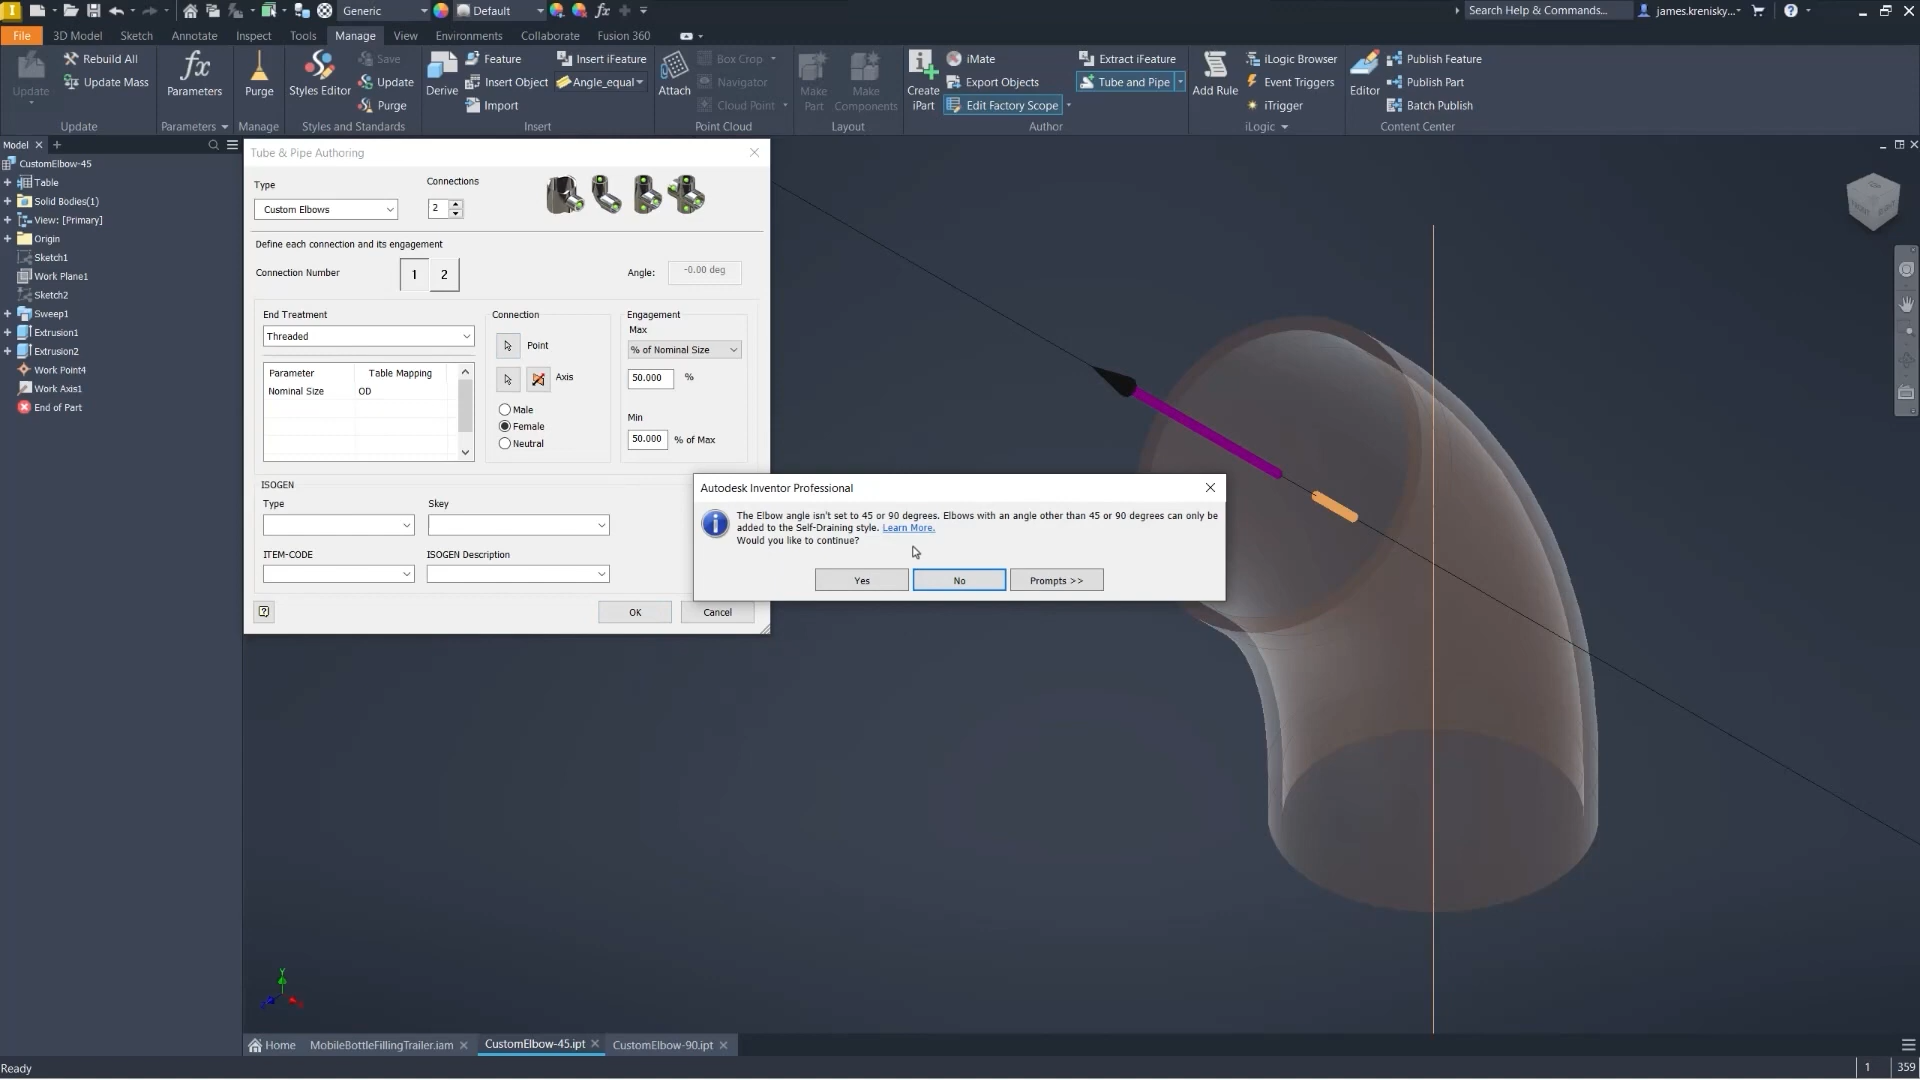 Generic
Default
Search Help & Commands...
james.krenisky...
File
3D Model
Sketch
Annotate
Inspect
Tools
Manage
View
Environments
Collaborate
Fusion 360
Update
Rebuild All
Update Mass
Update
Parameters
Parameters
Purge
Manage
Styles Editor
Save
Update
Purge
Styles and Standards
Derive
Feature
Insert Object
Import
Insert iFeature
Angle_equal
Insert
Attach
Box Crop
Navigator
Cloud Point
Point Cloud
Make Part
Make Components
Layout
Create iPart
iMate
Export Objects
Edit Factory Scope
Extract iFeature
Tube and Pipe
Author
Add Rule
iLogic Browser
Event Triggers
iTrigger
iLogic
Editor
Publish Feature
Publish Part
Batch Publish
Content Center
Model
CustomElbow-45
Table
Solid Bodies(1)
View: [Primary]
Origin
Sketch1
Work Plane1
Sketch2
Sweep1
Extrusion1
Extrusion2
Work Point4
Work Axis1
End of Part
Tube & Pipe Authoring
Type
Custom Elbows
Connections
2
Define each connection and its engagement
Connection Number
1
2
Angle:
-0.00 deg
End Treatment
Threaded
Parameter
Table Mapping
Nominal Size
OD
Connection
Point
Axis
Male
Female
Neutral
Engagement
Max
% of Nominal Size
50.000
%
Min
50.000
% of Max
ISOGEN
Type
Skey
ITEM-CODE
ISOGEN Description
OK
Cancel
Autodesk Inventor Professional
The Elbow angle isn't set to 45 or 90 degrees. Elbows with an angle other than 45 or 90 degrees can only be
added to the Self-Draining style. Learn More.
Would you like to continue?
Yes
No
Prompts >>
Y
Home
MobileBottleFillingTrailer.iam
CustomElbow-45.ipt
CustomElbow-90.ipt
Ready
1
359